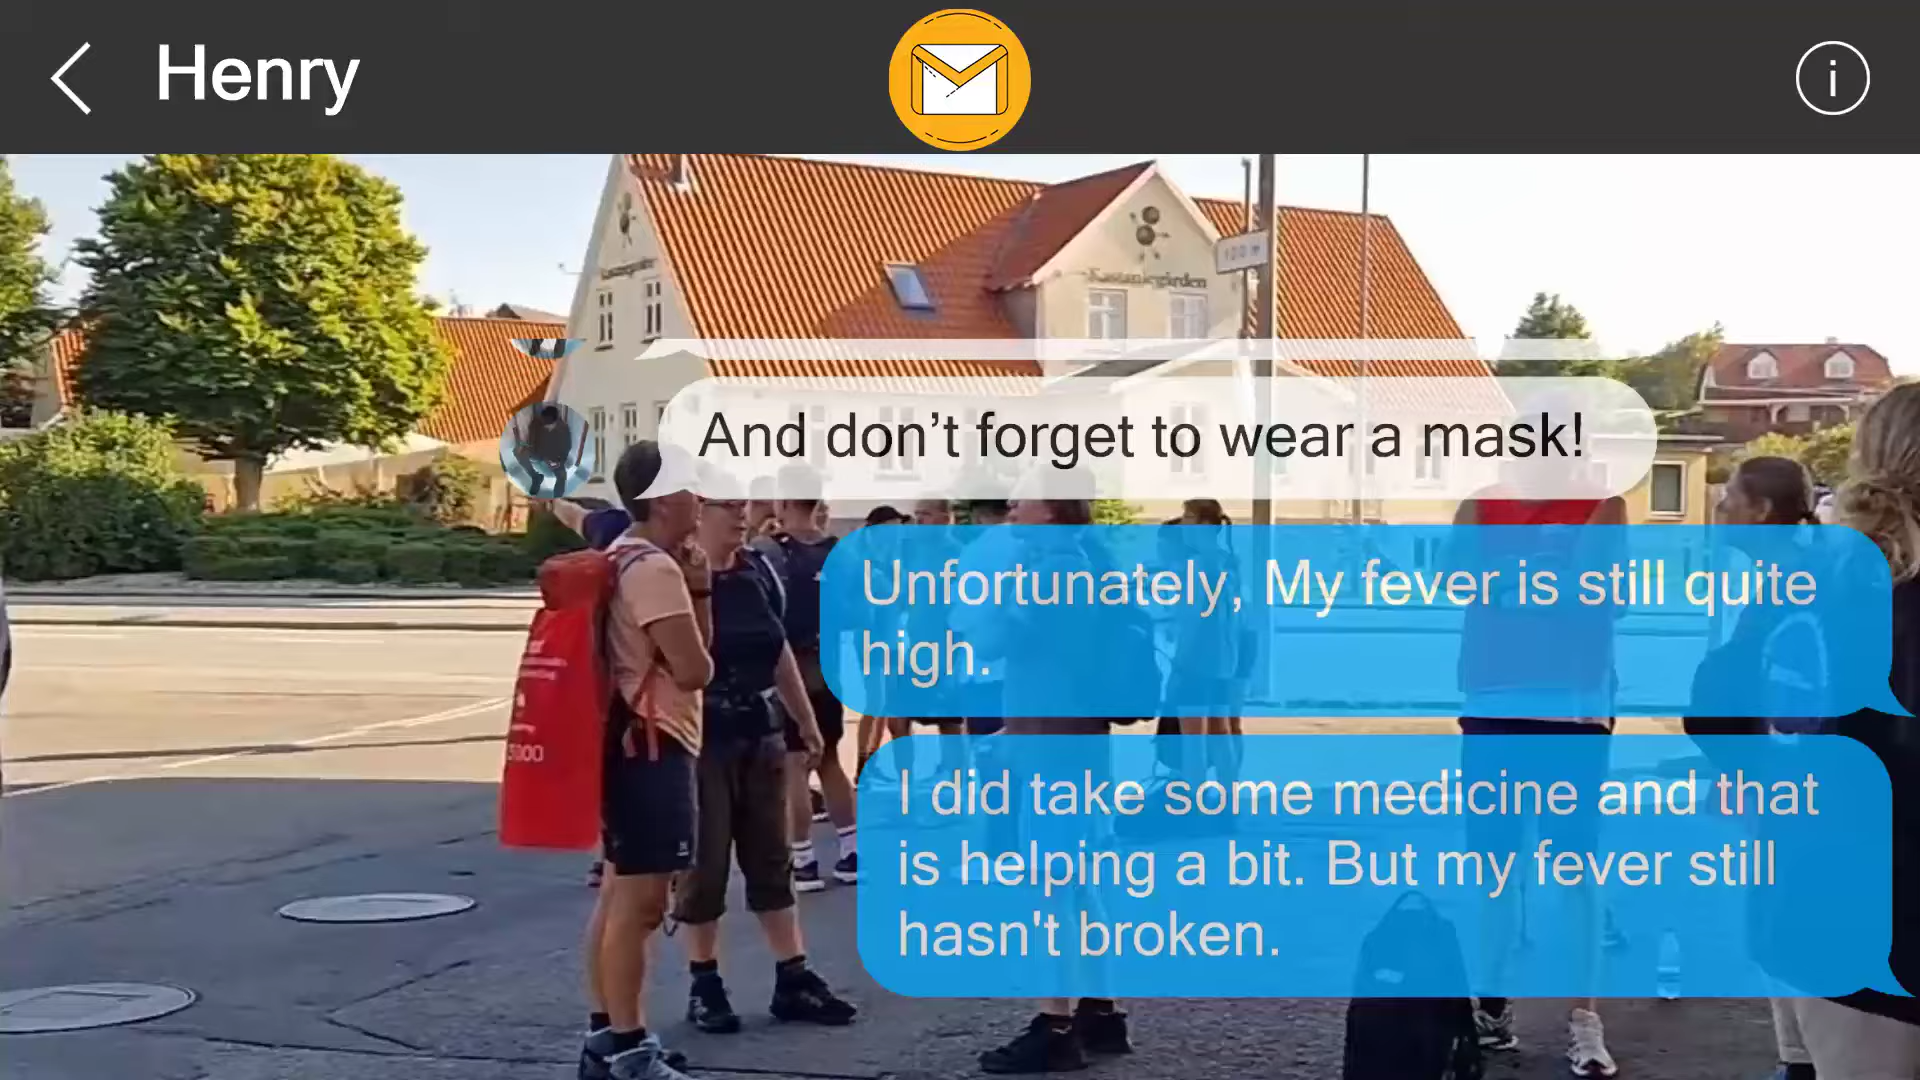 Henry
i
Kastaniegården
100 m
And don’t forget to wear a mask!
Unfortunately, My fever is still quite
high.
I did take some medicine and that
is helping a bit. But my fever still
hasn't broken.